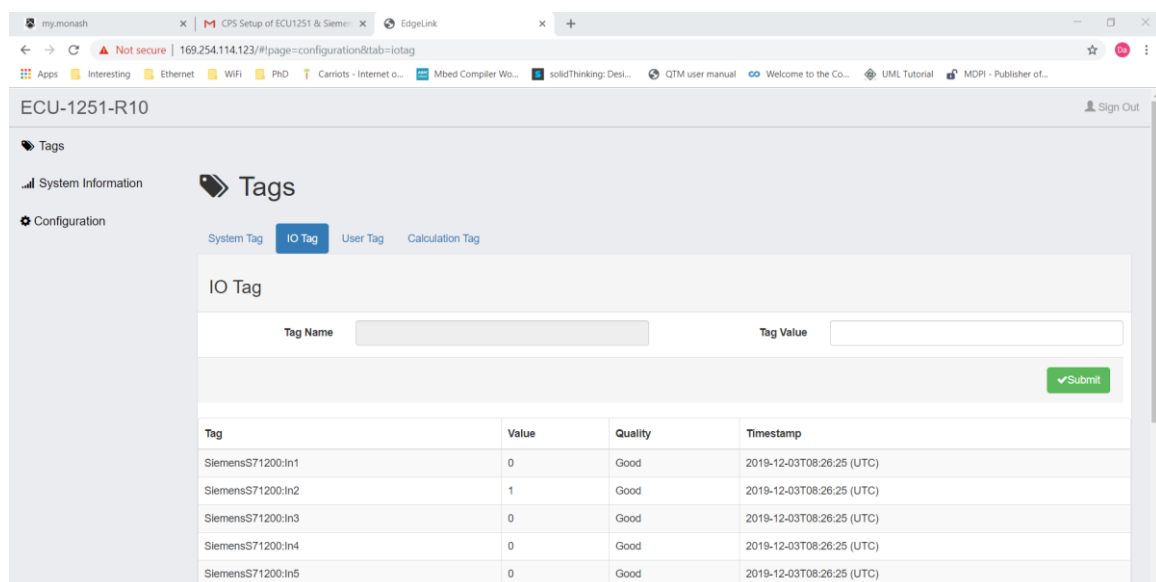 my.monash
CPS Setup of ECU1251 & Siemen
EdgeLink
Not secure | 169.254.114.123/#!page=configuration&tab=iotag
Da
Apps Interesting Ethernet WiFi PhD Carriots - Internet o... Mbed Compiler Wo... solidThinking: Desi... QTM user manual Welcome to the Co... UML Tutorial MDPI - Publisher of...
ECU-1251-R10
Sign Out
Tags
System Information
Configuration
Tags
System Tag IO Tag User Tag Calculation Tag
IO Tag
Tag Name Tag Value
Submit
Tag Value Quality Timestamp
SiemensS71200:In1 0 Good 2019-12-03T08:26:25 (UTC)
SiemensS71200:In2 1 Good 2019-12-03T08:26:25 (UTC)
SiemensS71200:In3 0 Good 2019-12-03T08:26:25 (UTC)
SiemensS71200:In4 0 Good 2019-12-03T08:26:25 (UTC)
SiemensS71200:In5 0 Good 2019-12-03T08:26:25 (UTC)